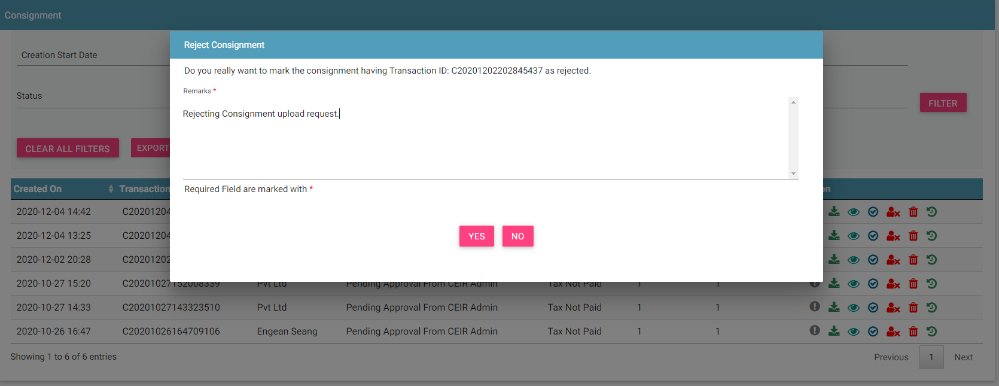 Consignment
Reject Consignment
Creation Start Date
Do you really want to mark the consignment having Transaction ID: C20201202202845437 as rejected.
Remarks *
Status
Rejecting Consignment upload request.
FILTER
CLEAR ALL FILTERS
EXPORT
Required Field are marked with *
Created On Transaction on
2020-12-04 14:42 C20201204
2020-12-04 13:25 C20201204
YES NO
2020-12-02 20:28 C20201202
2020-10-27 15:20 C20201027152008339 Pvt Ltd Pending Approval From CEIR Admin Tax Not Paid 1 1
2020-10-27 14:33 C20201027143323510 Pvt Ltd Pending Approval From CEIR Admin Tax Not Paid 1 1
2020-10-26 16:47 C20201026164709106 Engean Seang Pending Approval From CEIR Admin Tax Not Paid 1 1
Showing 1 to 6 of 6 entries
Previous 1 Next